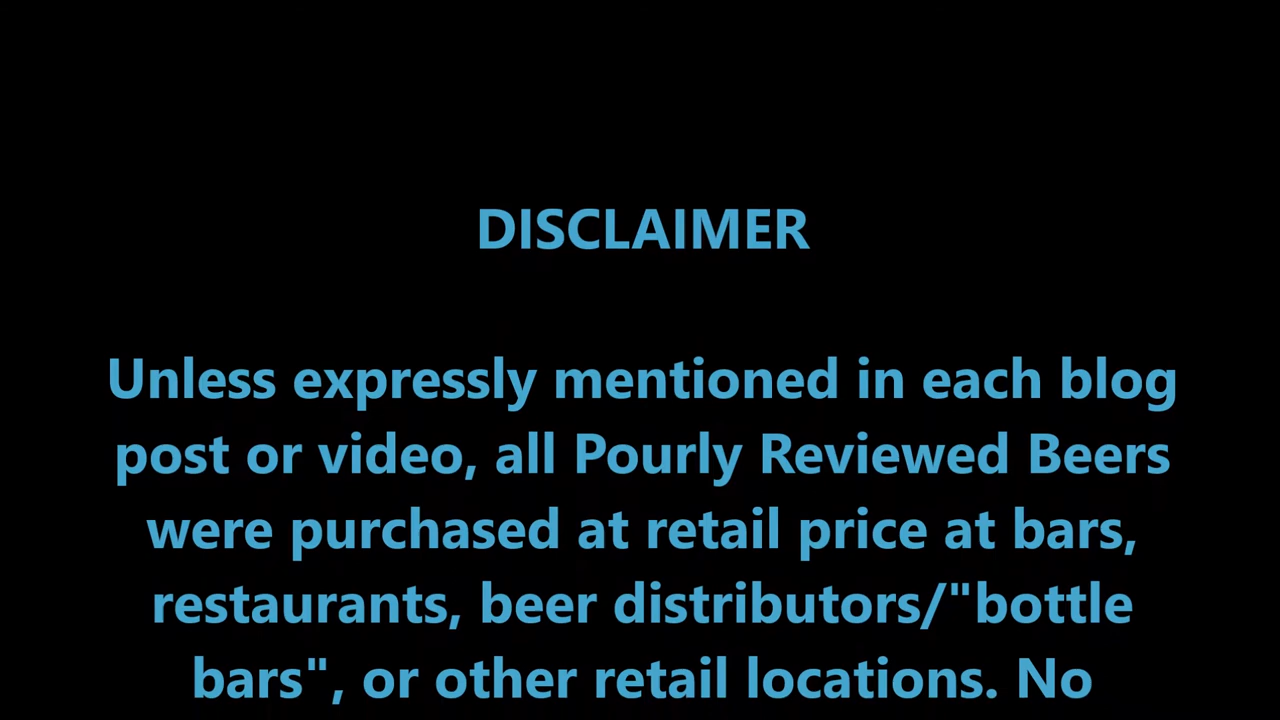 DISCLAIMER
Unless expressly mentioned in each blog
post or video, all Pourly Reviewed Beers
were purchased at retail price at bars,
restaurants, beer distributors/"bottle
bars", or other retail locations. No